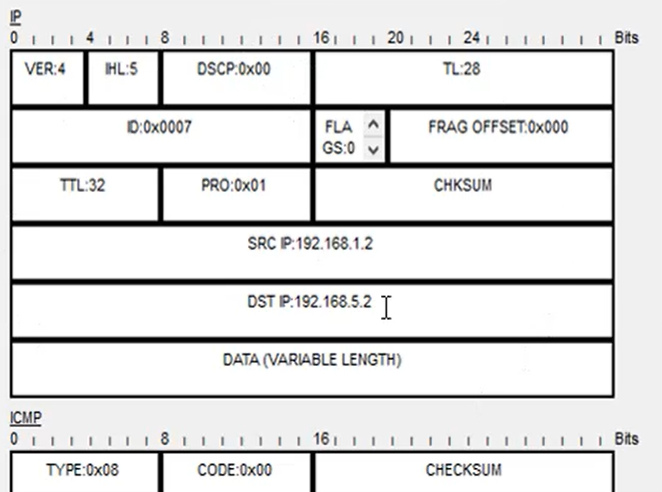 IP
0 4 8 16 20 24 Bits
VER:4 IHL:5 DSCP:0x00 TL:28
ID:0x0007 FLA GS:0 FRAG OFFSET:0x000
TTL:32 PRO:0x01 CHKSUM
SRC IP:192.168.1.2
DST IP:192.168.5.2
DATA (VARIABLE LENGTH)
ICMP
0 8 16 Bits
TYPE:0x08 CODE:0x00 CHECKSUM